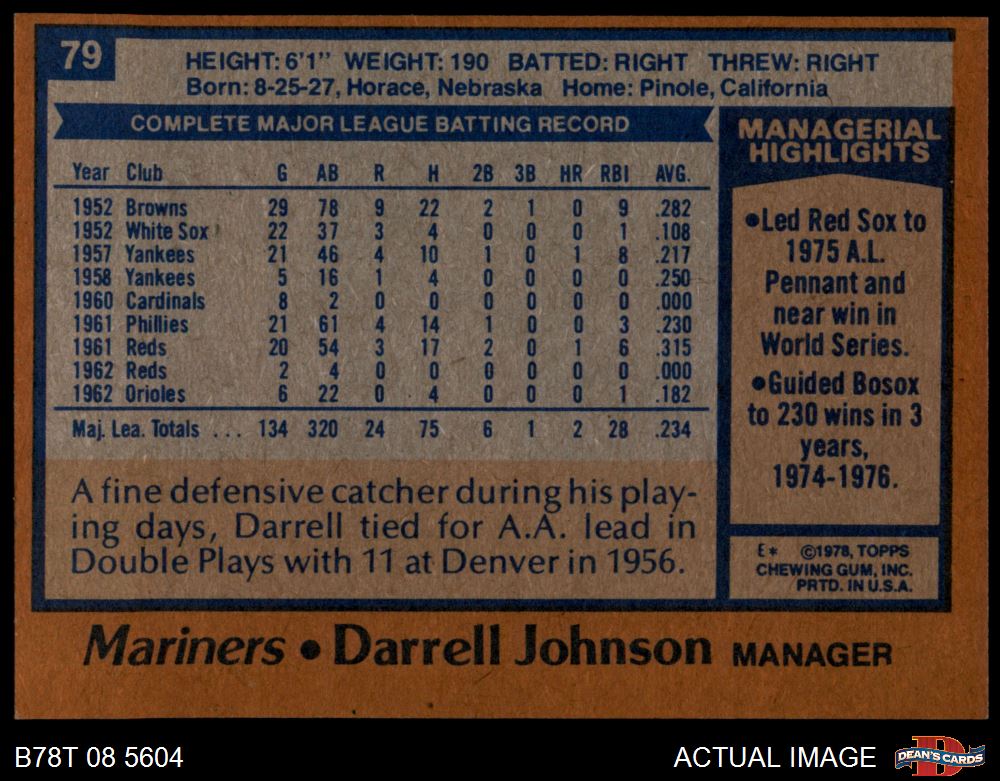 79
HEIGHT: 6'1" WEIGHT: 190 BATTED: RIGHT THREW: RIGHT
Born: 8-25-27, Horace, Nebraska Home: Pinole, California
COMPLETE MAJOR LEAGUE BATTING RECORD
Year Club G AB R H 2B 3B HR RBI AVG.
1952 Browns 29 78 9 22 2 1 0 9 .282
1952 White Sox 22 37 3 4 0 0 0 1 .108
1957 Yankees 21 46 4 10 1 0 1 8 .217
1958 Yankees 5 16 1 4 0 0 0 0 .250
1960 Cardinals 8 2 0 0 0 0 0 0 .000
1961 Phillies 21 61 4 14 1 0 0 3 .230
1961 Reds 20 54 3 17 2 0 1 6 .315
1962 Reds 2 4 0 0 0 0 0 0 .000
1962 Orioles 6 22 0 4 0 0 0 1 .182
Maj. Lea. Totals ... 134 320 24 75 6 1 2 28 .234
A fine defensive catcher during his play-
ing days, Darrell tied for A.A. lead in
Double Plays with 11 at Denver in 1956.
MANAGERIAL
HIGHLIGHTS
•Led Red Sox to
1975 A.L.
Pennant and
near win in
World Series.
•Guided Bosox
to 230 wins in 3
years,
1974-1976.
E* ©1978, TOPPS
CHEWING GUM, INC.
PRTD. IN U.S.A.
Mariners • Darrell Johnson MANAGER
B78T 08 5604
ACTUAL IMAGE
D
DEAN'S CARDS